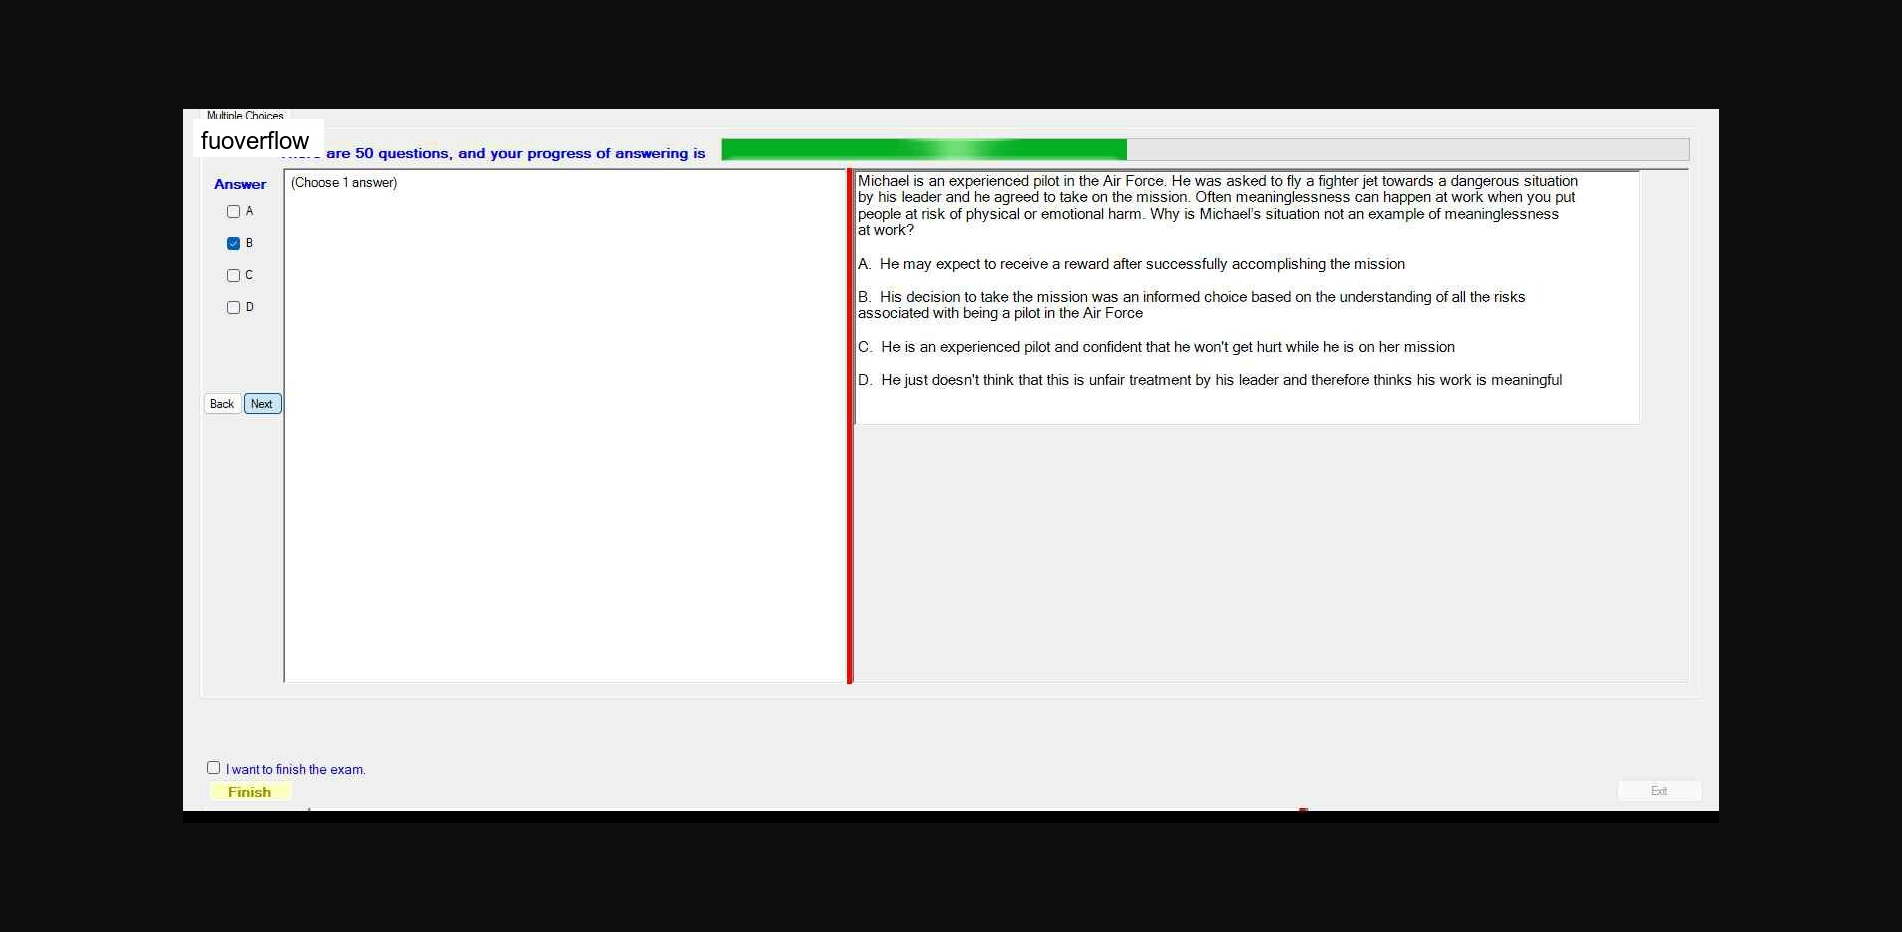 Multiple Choices
fuoverflow
are 50 questions, and your progress of answering is
Answer
(Choose 1 answer)
A
B
C
D
Back Next
Michael is an experienced pilot in the Air Force. He was asked to fly a fighter jet towards a dangerous situation
by his leader and he agreed to take on the mission. Often meaninglessness can happen at work when you put
people at risk of physical or emotional harm. Why is Michael's situation not an example of meaninglessness
at work?
A. He may expect to receive a reward after successfully accomplishing the mission
B. His decision to take the mission was an informed choice based on the understanding of all the risks
associated with being a pilot in the Air Force
C. He is an experienced pilot and confident that he won't get hurt while he is on her mission
D. He just doesn't think that this is unfair treatment by his leader and therefore thinks his work is meaningful
I want to finish the exam.
Finish
Exit